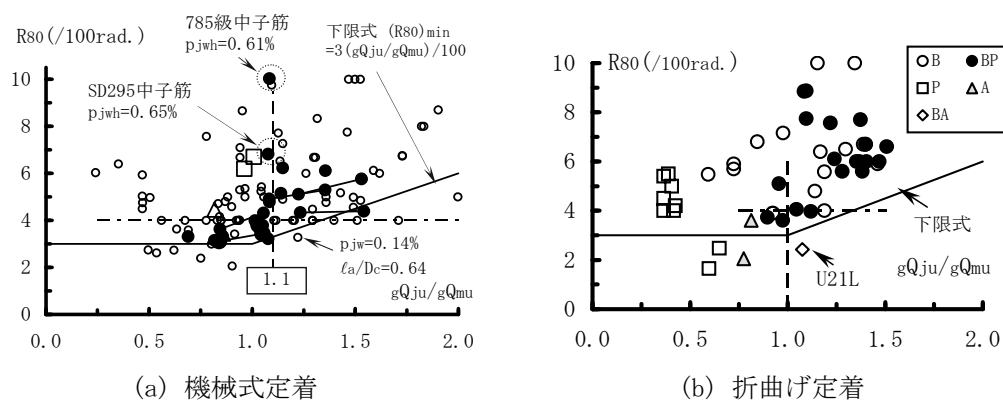 785級中子筋
pjwh=0.61%
R80(/100rad.)
下限式 (R80)min
=3(gQju/gQmu)/100
SD295中子筋
pjwh=0.65%
10
8
6
4
2
0
pjw=0.14%
ℓa/Dc=0.64
1.1
gQju/gQmu
0.0 0.5 1.0 1.5 2.0
(a) 機械式定着
R80(/100rad.)
B BP
P A
BA
10
8
6
4
2
0
下限式
U21L
gQju/gQmu
0.0 0.5 1.0 1.5 2.0
(b) 折曲げ定着